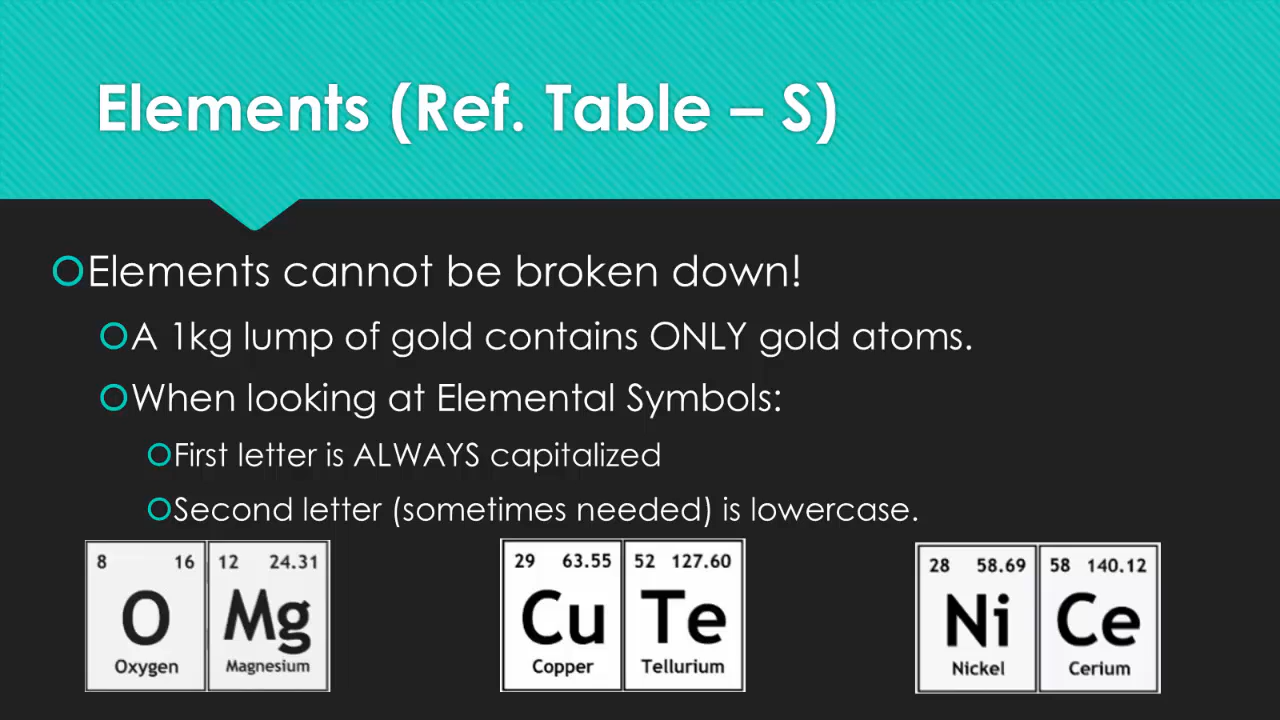 Elements (Ref. Table – S)
Elements cannot be broken down!
A 1kg lump of gold contains ONLY gold atoms.
When looking at Elemental Symbols:
First letter is ALWAYS capitalized
Second letter (sometimes needed) is lowercase.
8 16 12 24.31
O Mg
Oxygen Magnesium
29 63.55 52 127.60
Cu Te
Copper Tellurium
28 58.69 58 140.12
Ni Ce
Nickel Cerium